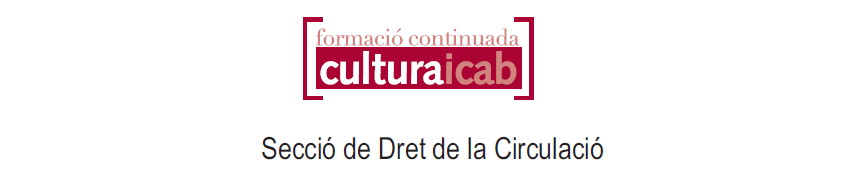 formació continuada
culturaicab
Secció de Dret de la Circulació